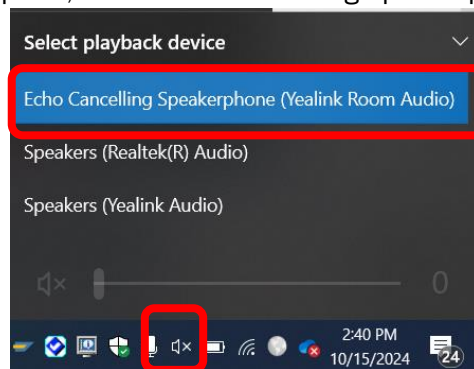 Select playback device
Echo Cancelling Speakerphone (Yealink Room Audio)
Speakers (Realtek(R) Audio)
Speakers (Yealink Audio)
0
2:40 PM
10/15/2024
24